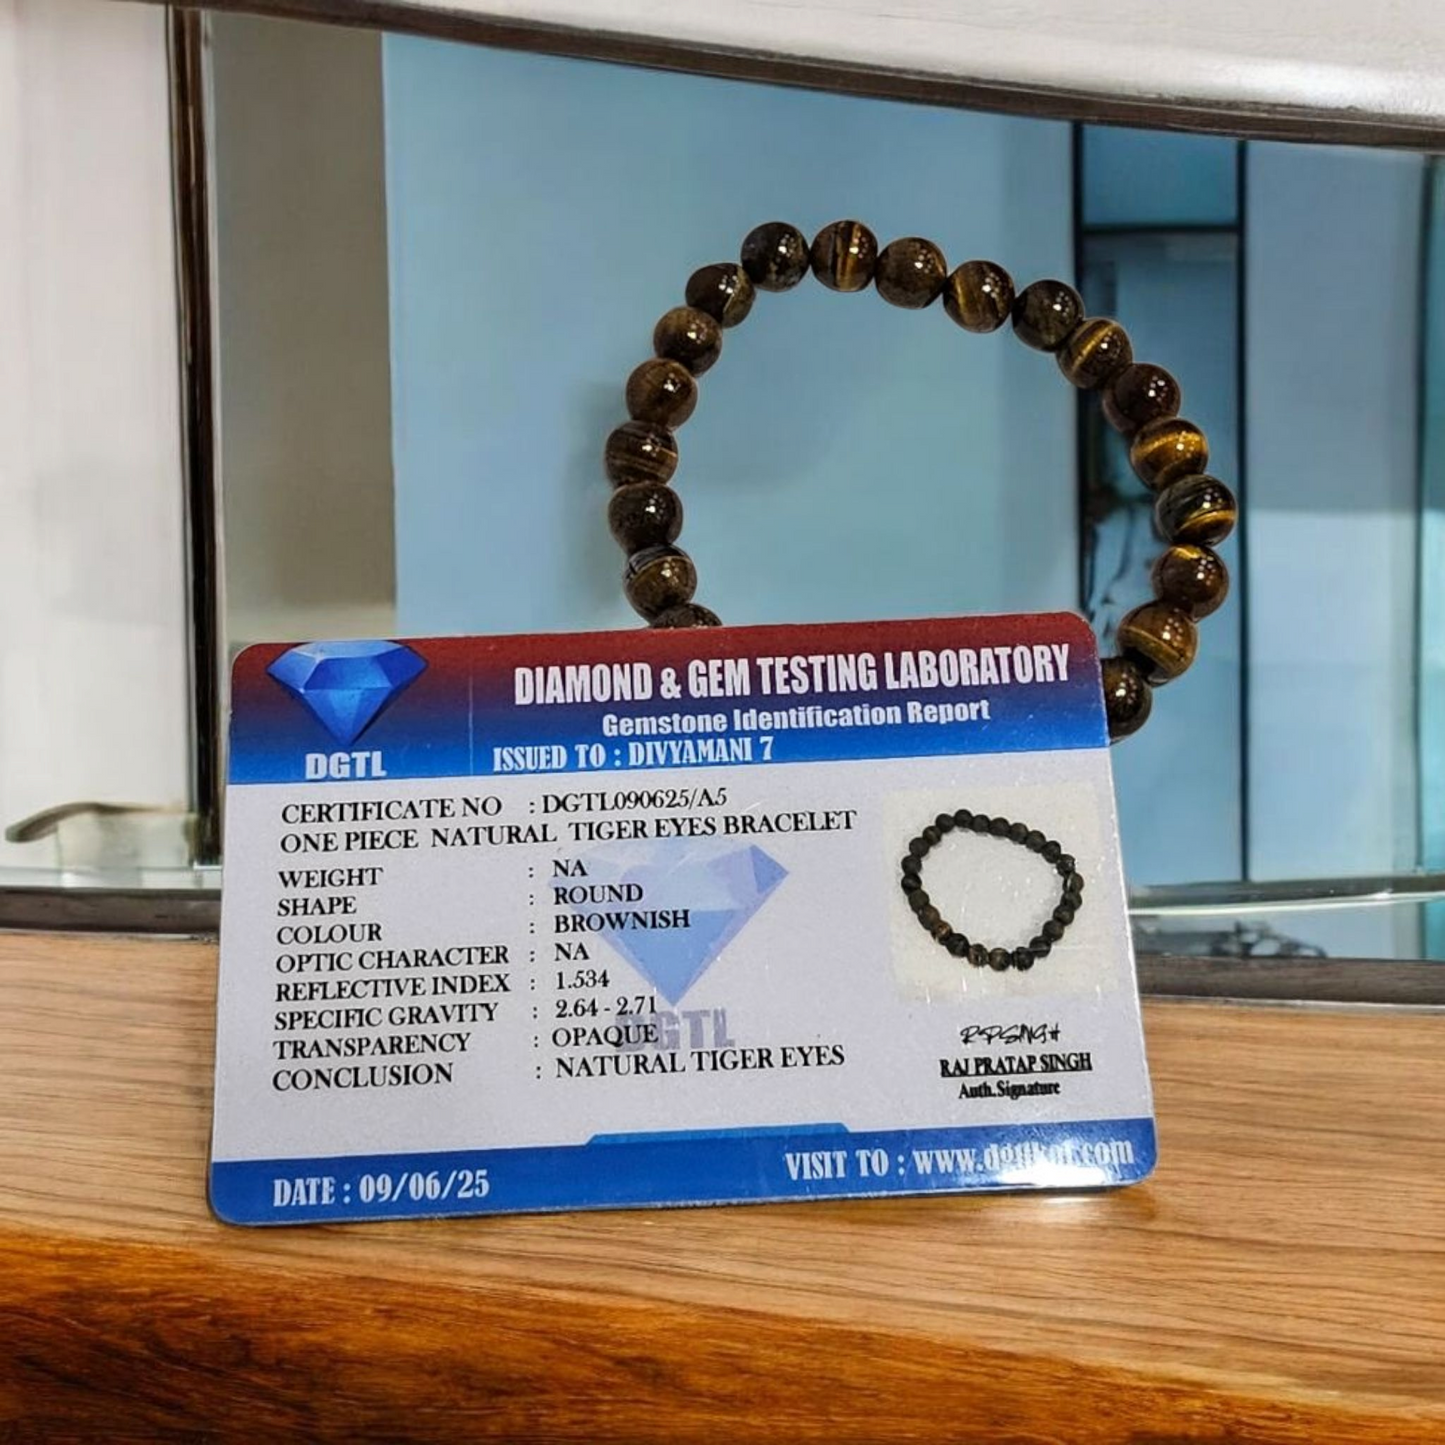 DIAMOND & GEM TESTING LABORATORY
Gemstone Identification Report
DGTL
ISSUED TO : DIVYAMANI 7
CERTIFICATE NO : DGTL090625/A5
ONE PIECE NATURAL TIGER EYES BRACELET
WEIGHT : NA
SHAPE : ROUND
COLOUR : BROWNISH
OPTIC CHARACTER : NA
REFLECTIVE INDEX : 1.534
SPECIFIC GRAVITY : 2.64 - 2.71
TRANSPARENCY : OPAQUE
CONCLUSION : NATURAL TIGER EYES
DGTL
RPSINGH
RAJ PRATAP SINGH
Auth.Signature
DATE : 09/06/25
VISIT TO :